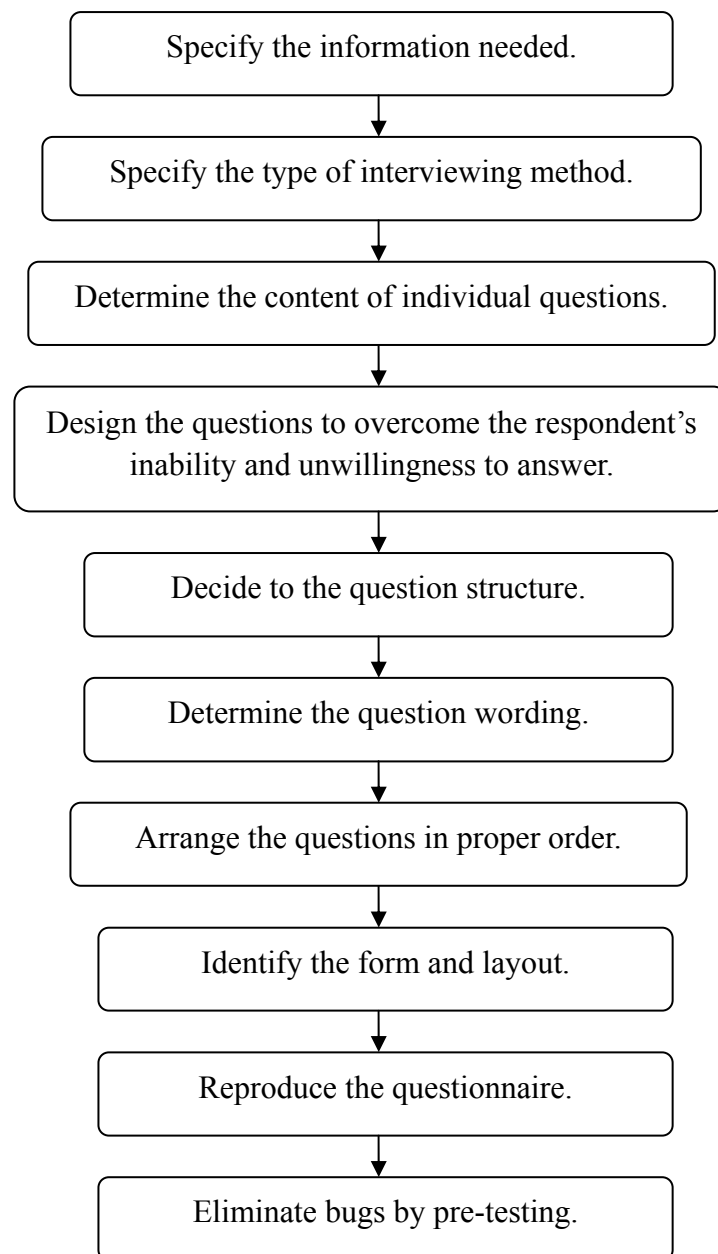 Specify the information needed.
Specify the type of interviewing method.
Determine the content of individual questions.
Design the questions to overcome the respondent’s
inability and unwillingness to answer.
Decide to the question structure.
Determine the question wording.
Arrange the questions in proper order.
Identify the form and layout.
Reproduce the questionnaire.
Eliminate bugs by pre-testing.